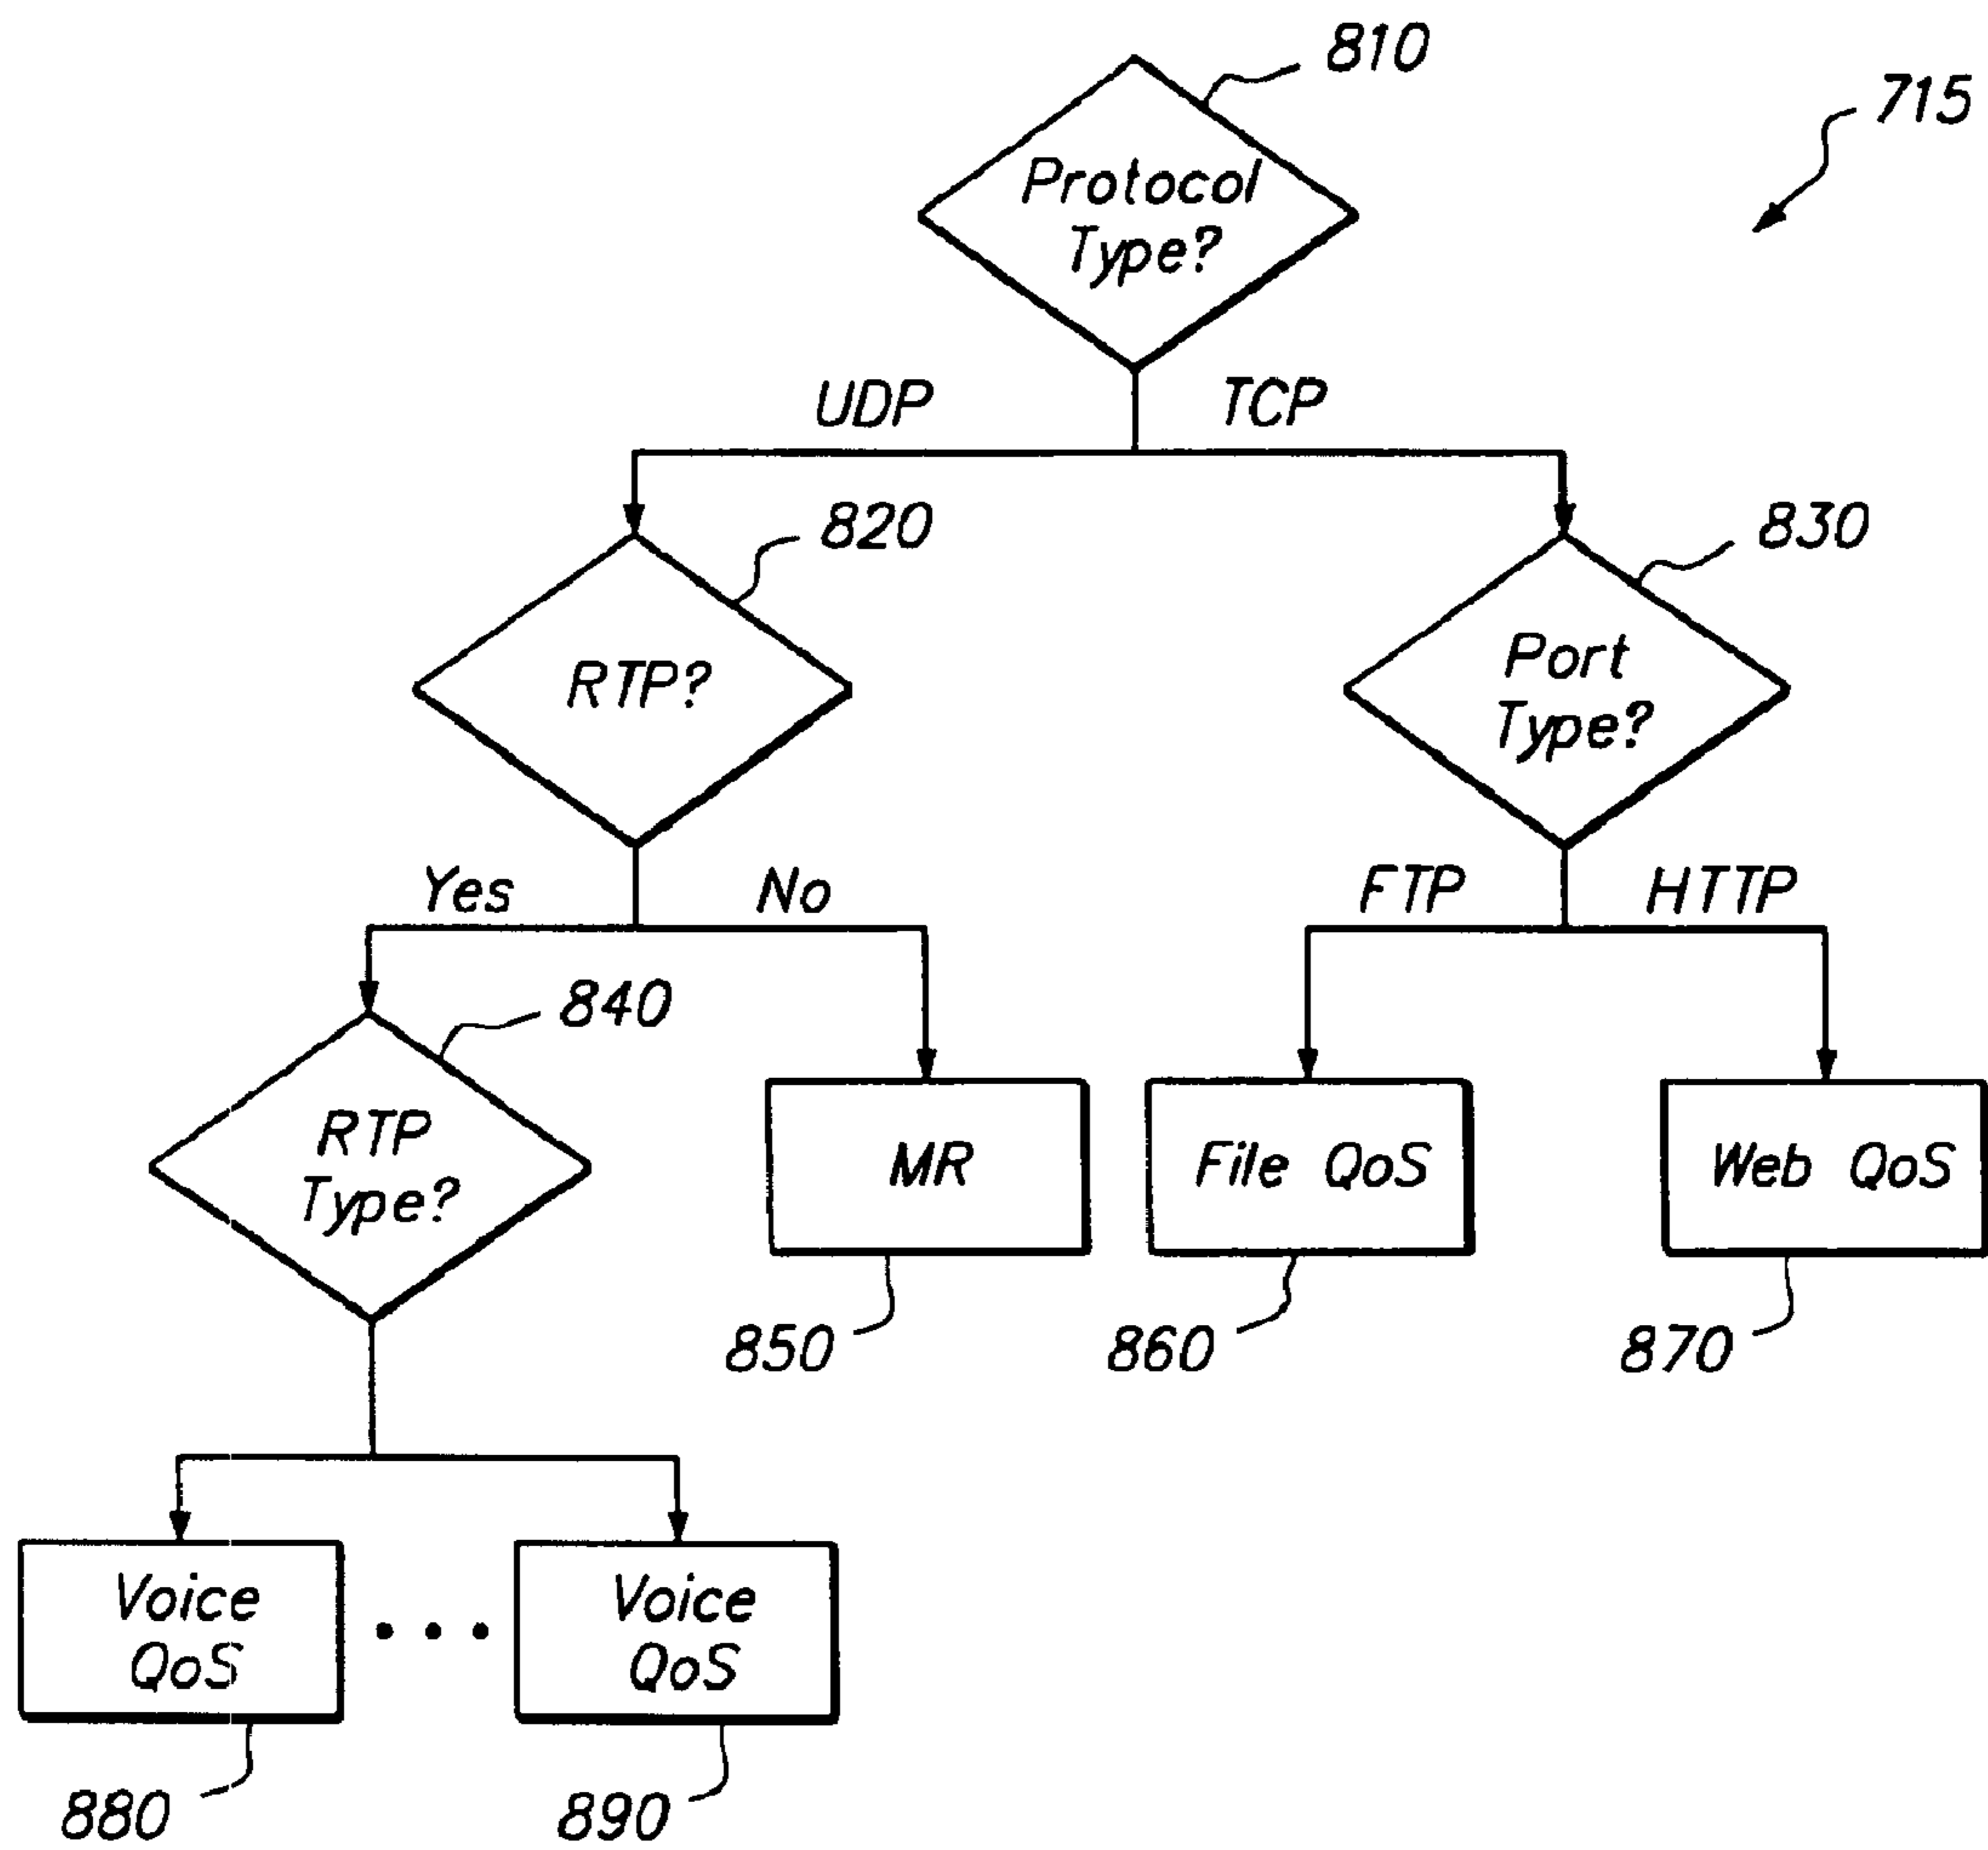 810
715
Protocol
Type?
UDP
TCP
820
830
RTP?
Port
Type?
Yes
No
FTP
HTTP
840
RTP
Type?
MR
File QoS
Web QoS
850
860
870
Voice
QoS
Voice
QoS
880
890